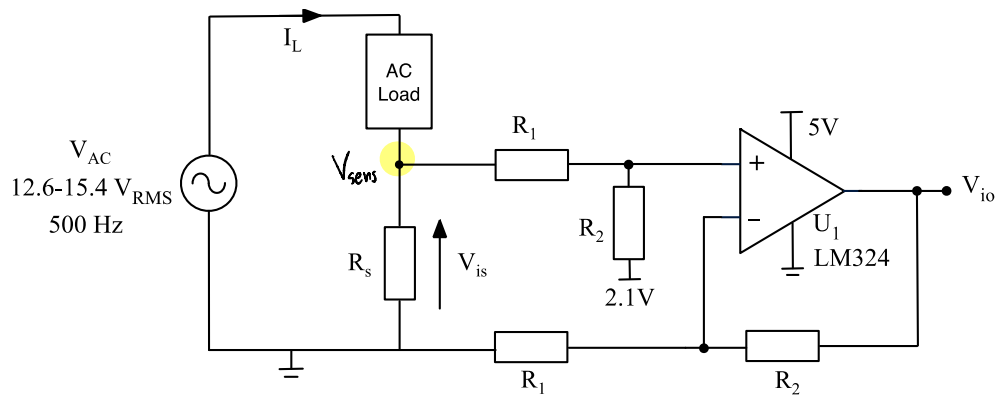 I_L
AC
Load
V_AC
12.6-15.4 V_RMS
500 Hz
V_sens
R_s
V_is
R_1
R_2
2.1V
+
−
5V
U_1
LM324
V_io
R_1
R_2